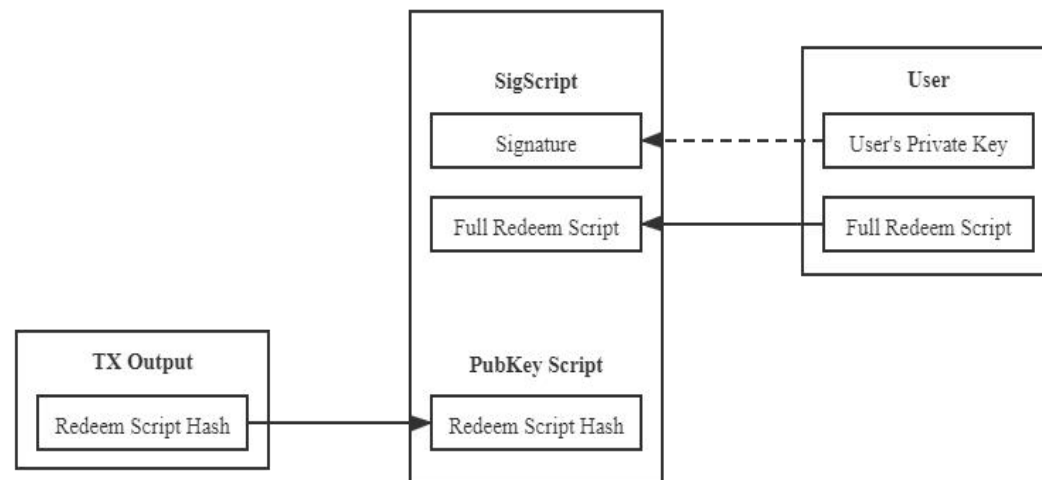 SigScript
Signature
Full Redeem Script
User
User's Private Key
Full Redeem Script
TX Output
Redeem Script Hash
PubKey Script
Redeem Script Hash